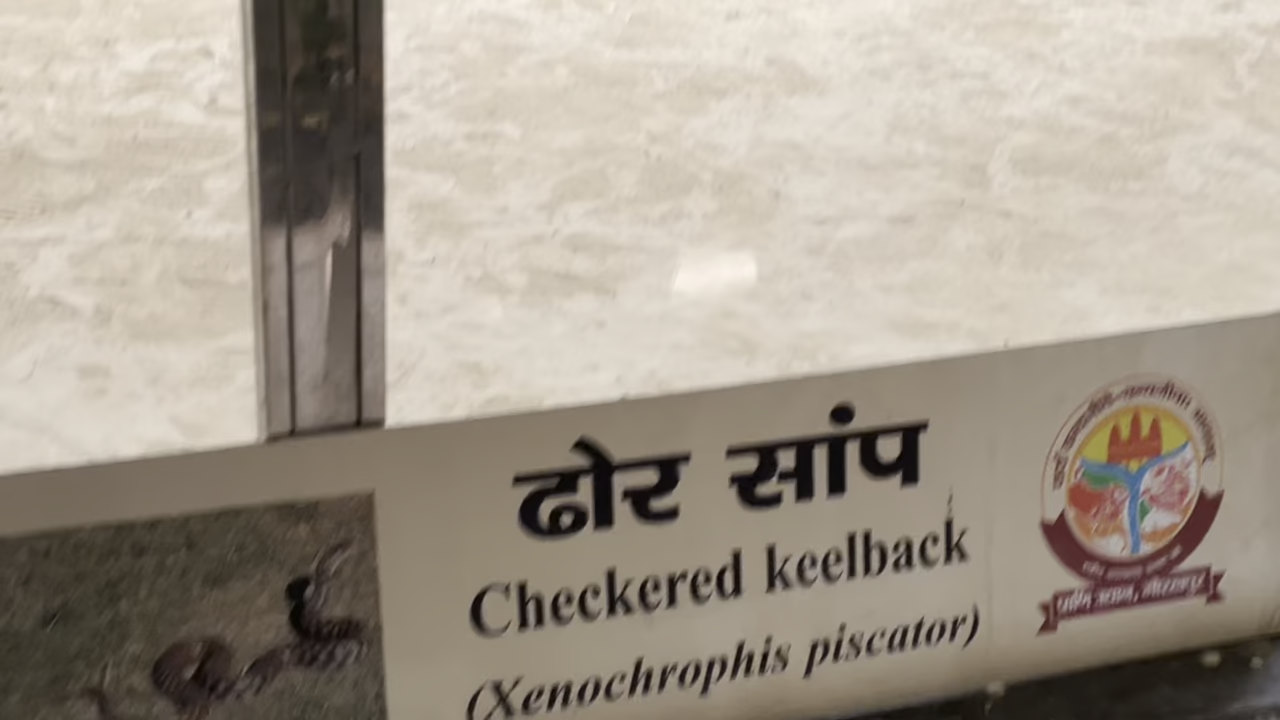 ढोर सांप
Checkered keelback
(Xenochrophis piscator)